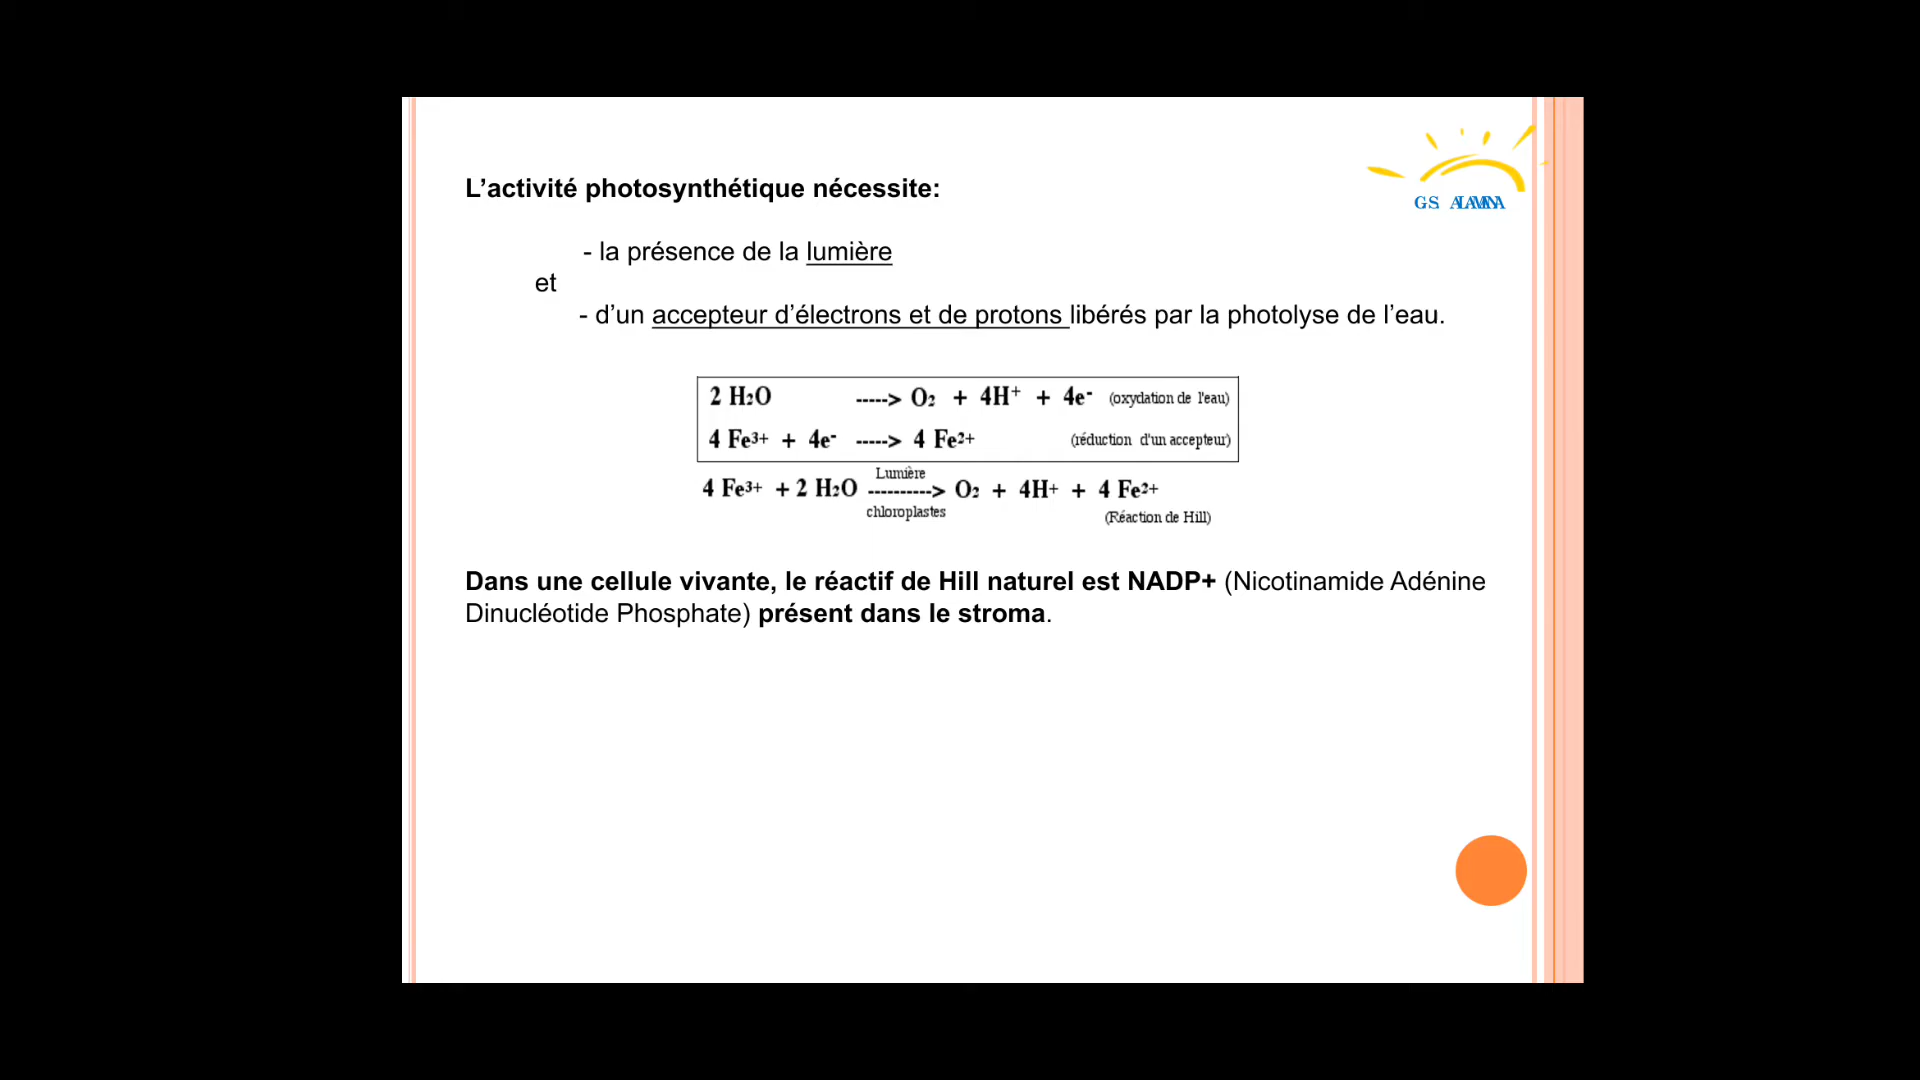 L’activité photosynthétique nécessite:
G.S. ALAMANA
- la présence de la lumière
et
- d’un accepteur d’électrons et de protons libérés par la photolyse de l’eau.
2 H₂O -----> O₂ + 4H⁺ + 4e⁻ (oxydation de l'eau)
4 Fe³⁺ + 4e⁻ -----> 4 Fe²⁺ (réduction d'un accepteur)
Lumière
4 Fe³⁺ + 2 H₂O ----------> O₂ + 4H⁺ + 4 Fe²⁺
chloroplastes
(Réaction de Hill)
Dans une cellule vivante, le réactif de Hill naturel est NADP+ (Nicotinamide Adénine
Dinucléotide Phosphate) présent dans le stroma.